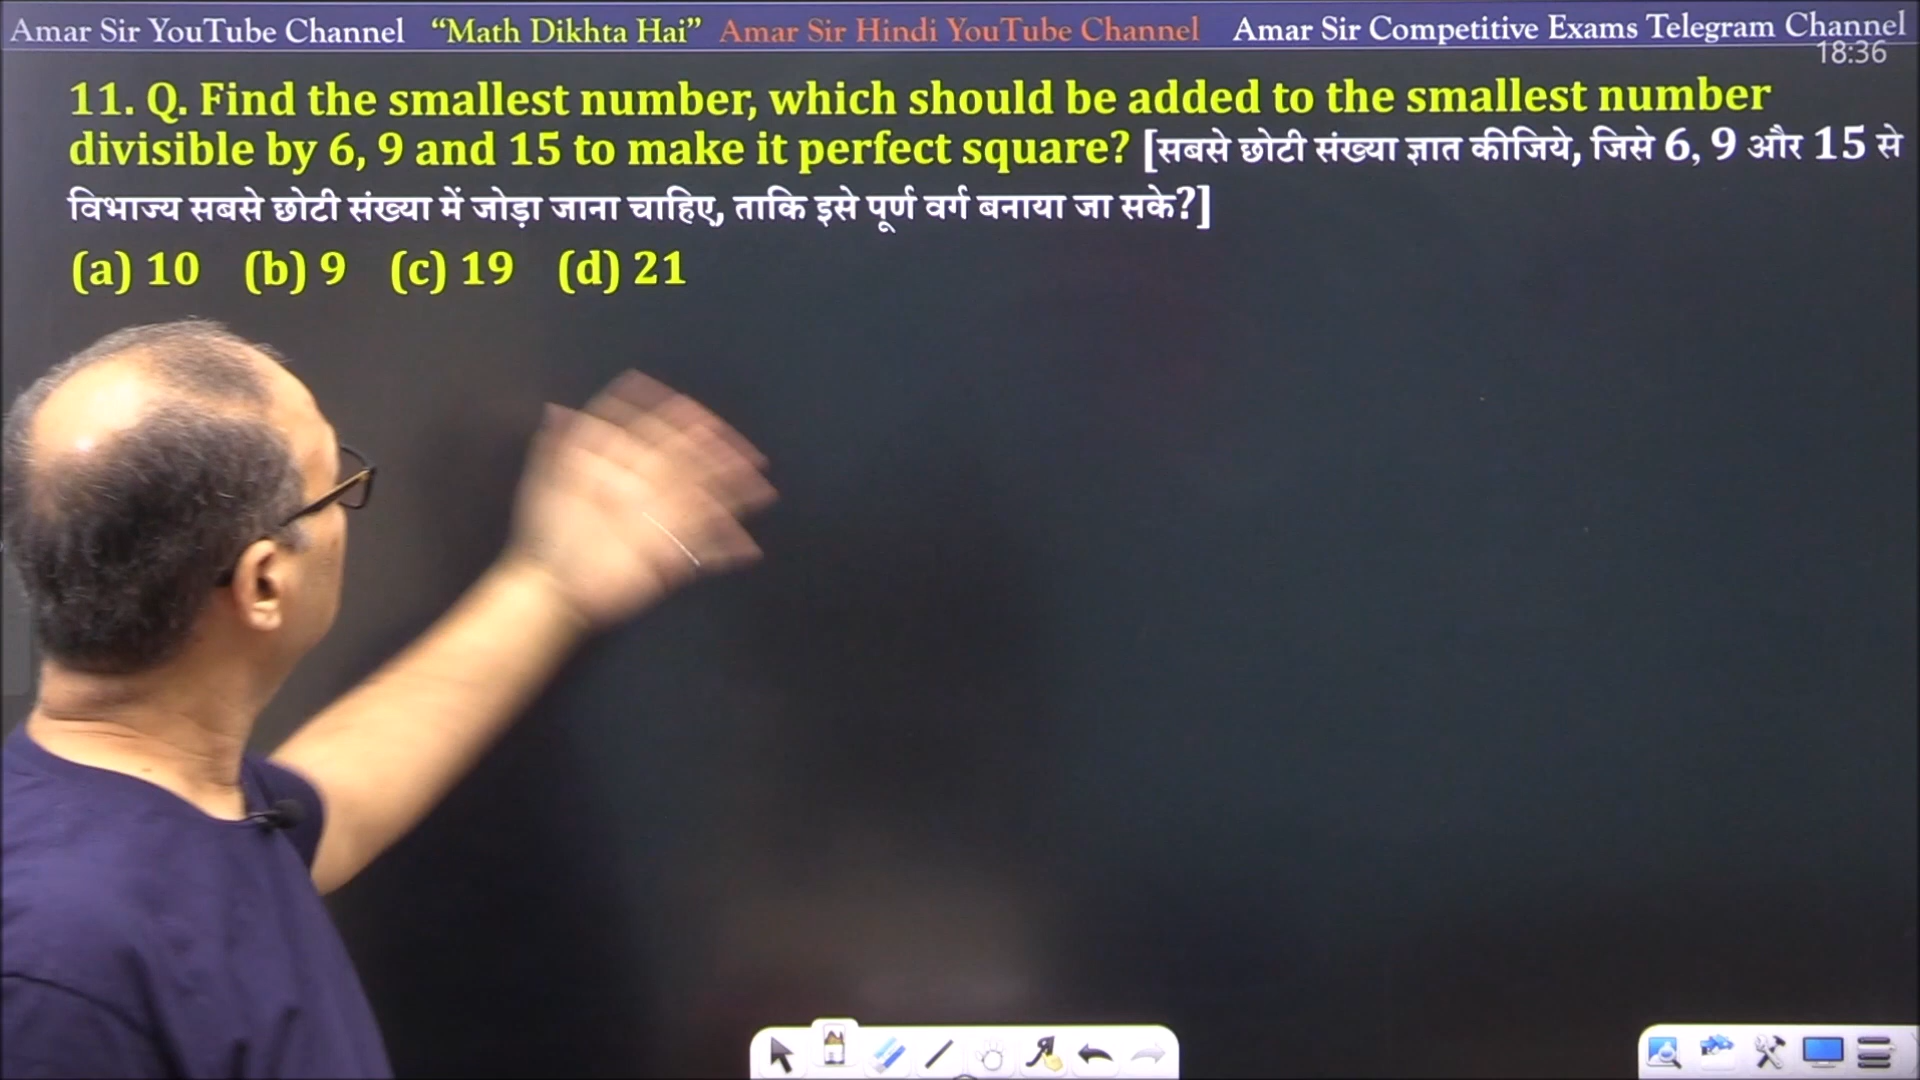 Amar Sir YouTube Channel “Math Dikhta Hai” Amar Sir Hindi YouTube Channel Amar Sir Competitive Exams Telegram Channel
18:36
11. Q. Find the smallest number, which should be added to the smallest number
divisible by 6, 9 and 15 to make it perfect square? [सबसे छोटी संख्या ज्ञात कीजिये, जिसे 6, 9 और 15 से
विभाज्य सबसे छोटी संख्या में जोड़ा जाना चाहिए, ताकि इसे पूर्ण वर्ग बनाया जा सके?]
(a) 10 (b) 9 (c) 19 (d) 21